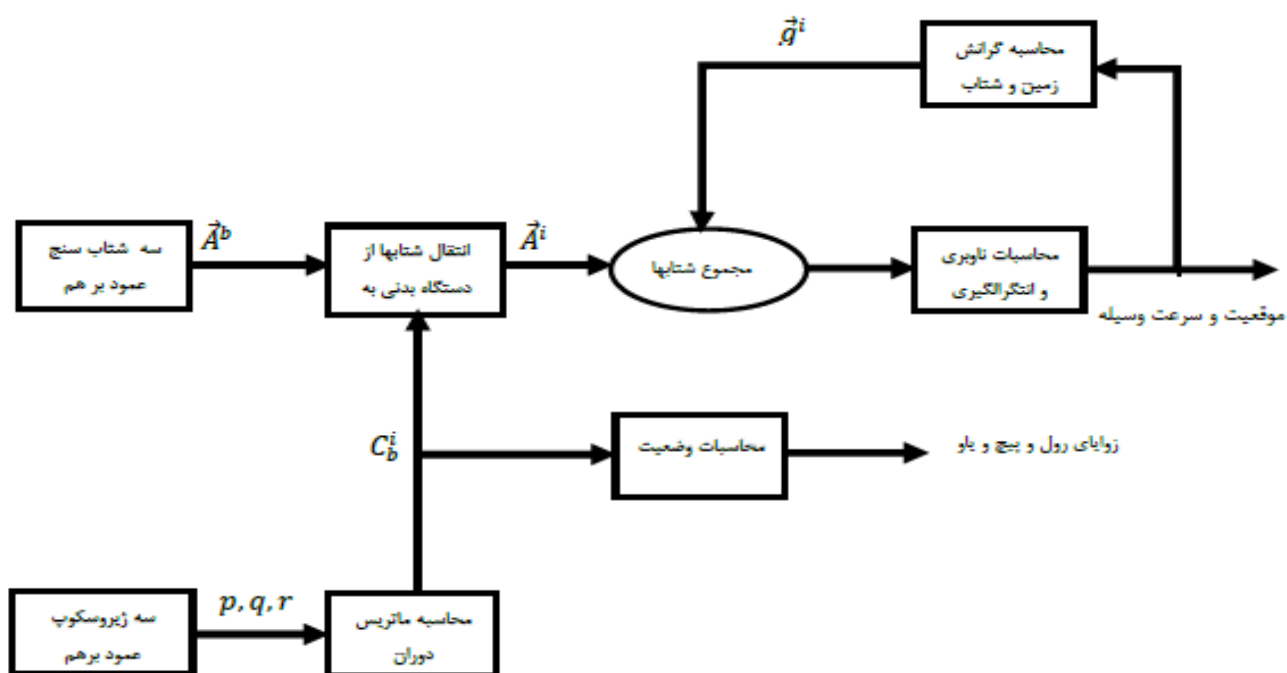 g⃗ⁱ
محاسبه گرانش
زمین و شتاب
سه شتاب سنج
عمود بر هم
A⃗ᵇ
انتقال شتابها از
دستگاه بدنی به
A⃗ⁱ
مجموع شتابها
محاسبات ناوبری
و انتگرالگیری
موقعیت و سرعت وسیله
C_b^i
محاسبات وضعیت
زوایای رول و پیچ و یاو
سه ژیروسکوپ
عمود برهم
p, q, r
محاسبه ماتریس
دوران